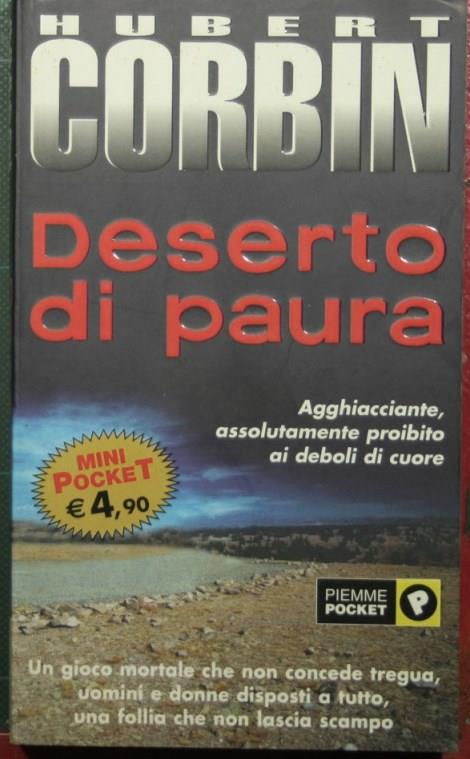 HUBERT
CORBIN
Deserto
di paura
Agghiacciante,
assolutamente proibito
ai deboli di cuore
MINI
POCKET
€ 4,90
PIEMME
POCKET
P
Un gioco mortale che non concede tregua,
uomini e donne disposti a tutto,
una follia che non lascia scampo